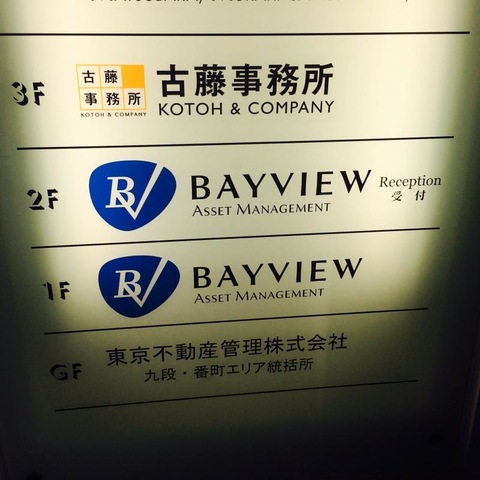 3F
古藤
事務所
KOTOH & COMPANY
古藤事務所
KOTOH & COMPANY
2F
BV
BAYVIEW
ASSET MANAGEMENT
Reception
受付
1F
BV
BAYVIEW
ASSET MANAGEMENT
GF
東京不動産管理株式会社
九段・番町エリア統括所